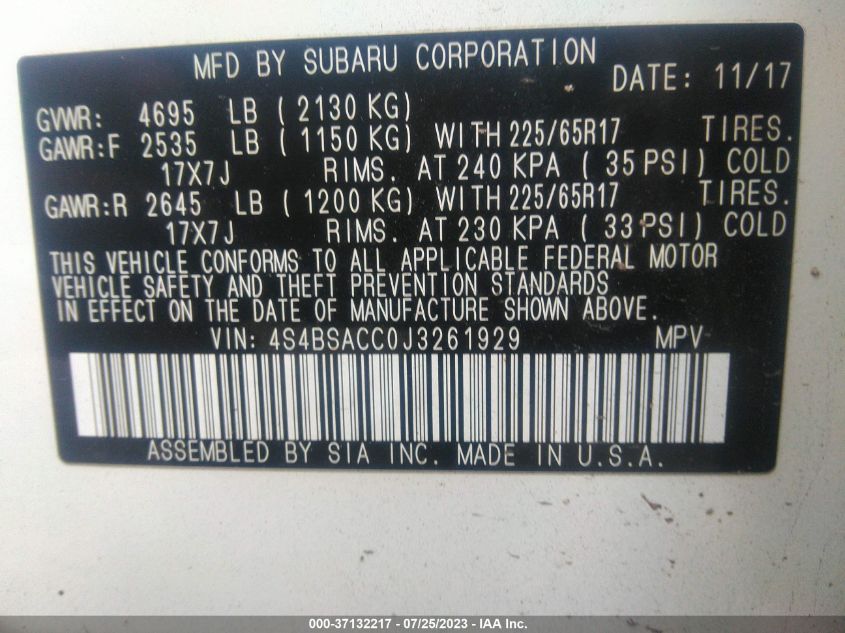 MFD BY SUBARU CORPORATION
DATE: 11/17
GVWR: 4695 LB ( 2130 KG)
GAWR:F 2535 LB ( 1150 KG) WITH 225/65R17 TIRES.
17X7J RIMS. AT 240 KPA ( 35 PSI) COLD
GAWR:R 2645 LB ( 1200 KG) WITH 225/65R17 TIRES.
17X7J RIMS. AT 230 KPA ( 33 PSI) COLD
THIS VEHICLE CONFORMS TO ALL APPLICABLE FEDERAL MOTOR
VEHICLE SAFETY AND THEFT PREVENTION STANDARDS
IN EFFECT ON THE DATE OF MANUFACTURE SHOWN ABOVE.
VIN: 4S4BSACC0J3261929 MPV
ASSEMBLED BY SIA INC. MADE IN U.S.A.
000-37132217 - 07/25/2023 - IAA Inc.